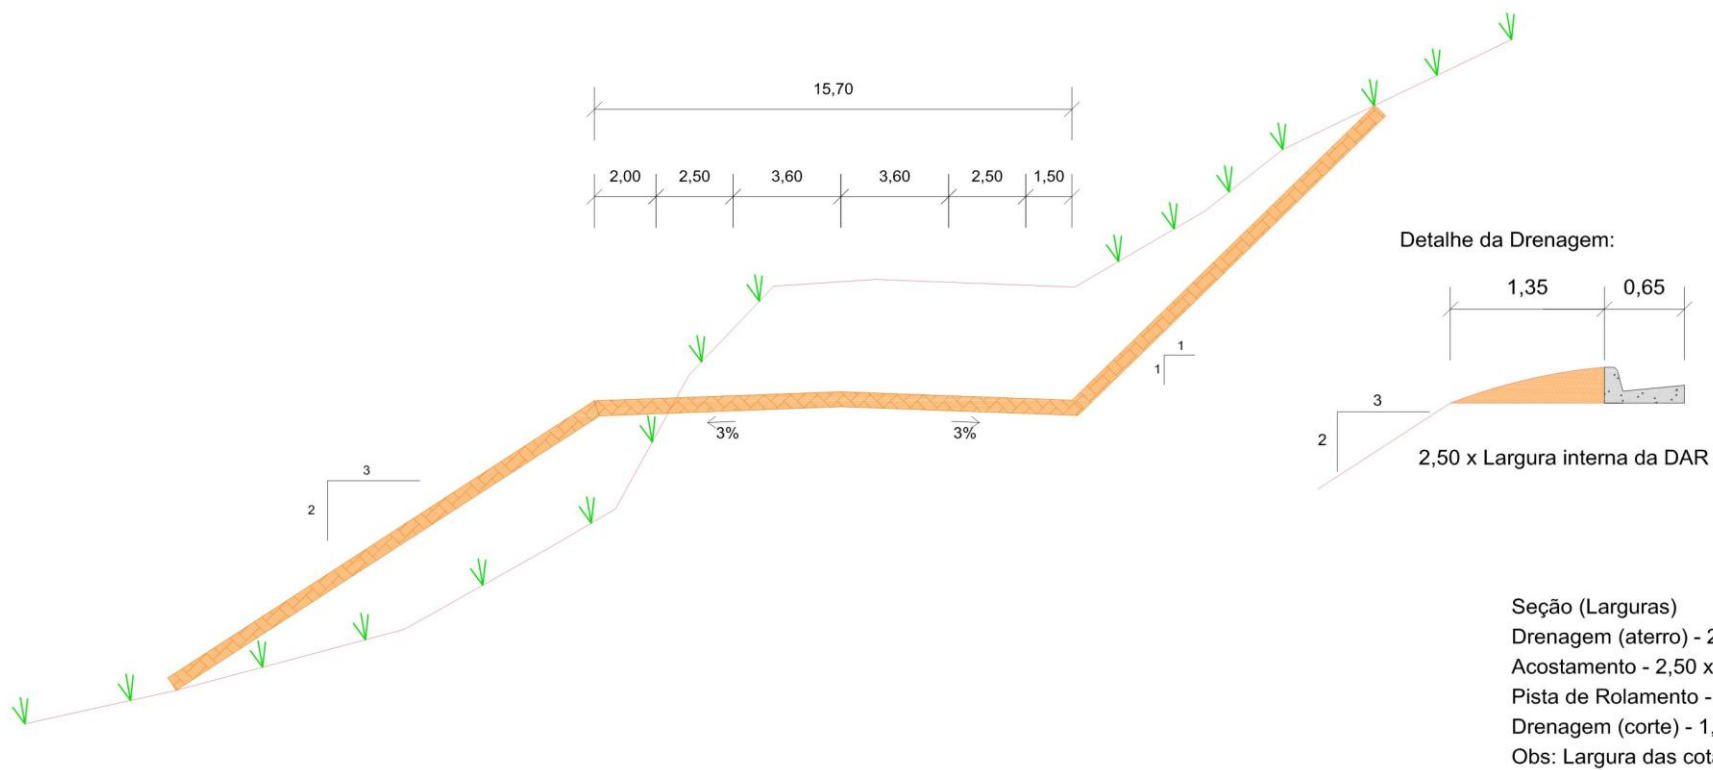 15,70
2,00 2,50 3,60 3,60 2,50 1,50
Detalhe da Drenagem:
1,35 0,65
1
1
3
2
2,50 x Largura interna da DAR
3% 3%
3
2
Seção (Larguras)
Drenagem (aterro) - 2
Acostamento - 2,50 x
Pista de Rolamento -
Drenagem (corte) - 1,
Obs: Largura das